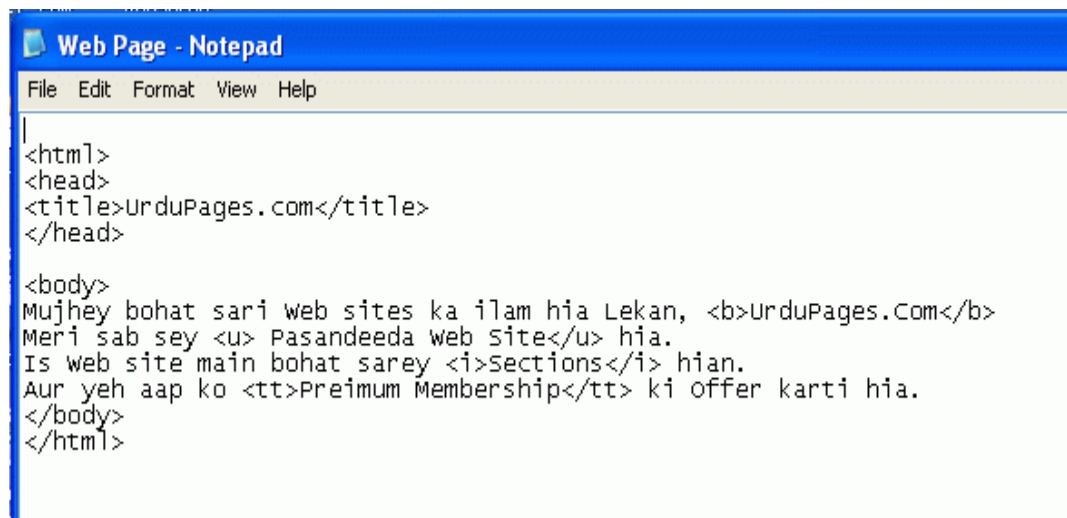 Web Page - Notepad
File Edit Format View Help
<html>
<head>
<title>UrduPages.com</title>
</head>
<body>
Mujhey bohat sari Web sites ka ilam hia Lekan, <b>UrduPages.Com</b>
Meri sab sey <u> Pasandeeda Web Site</u> hia.
Is Web site main bohat sarey <i>Sections</i> hian.
Aur yeh aap ko <tt>Preimum Membership</tt> ki Offer karti hia.
</body>
</html>